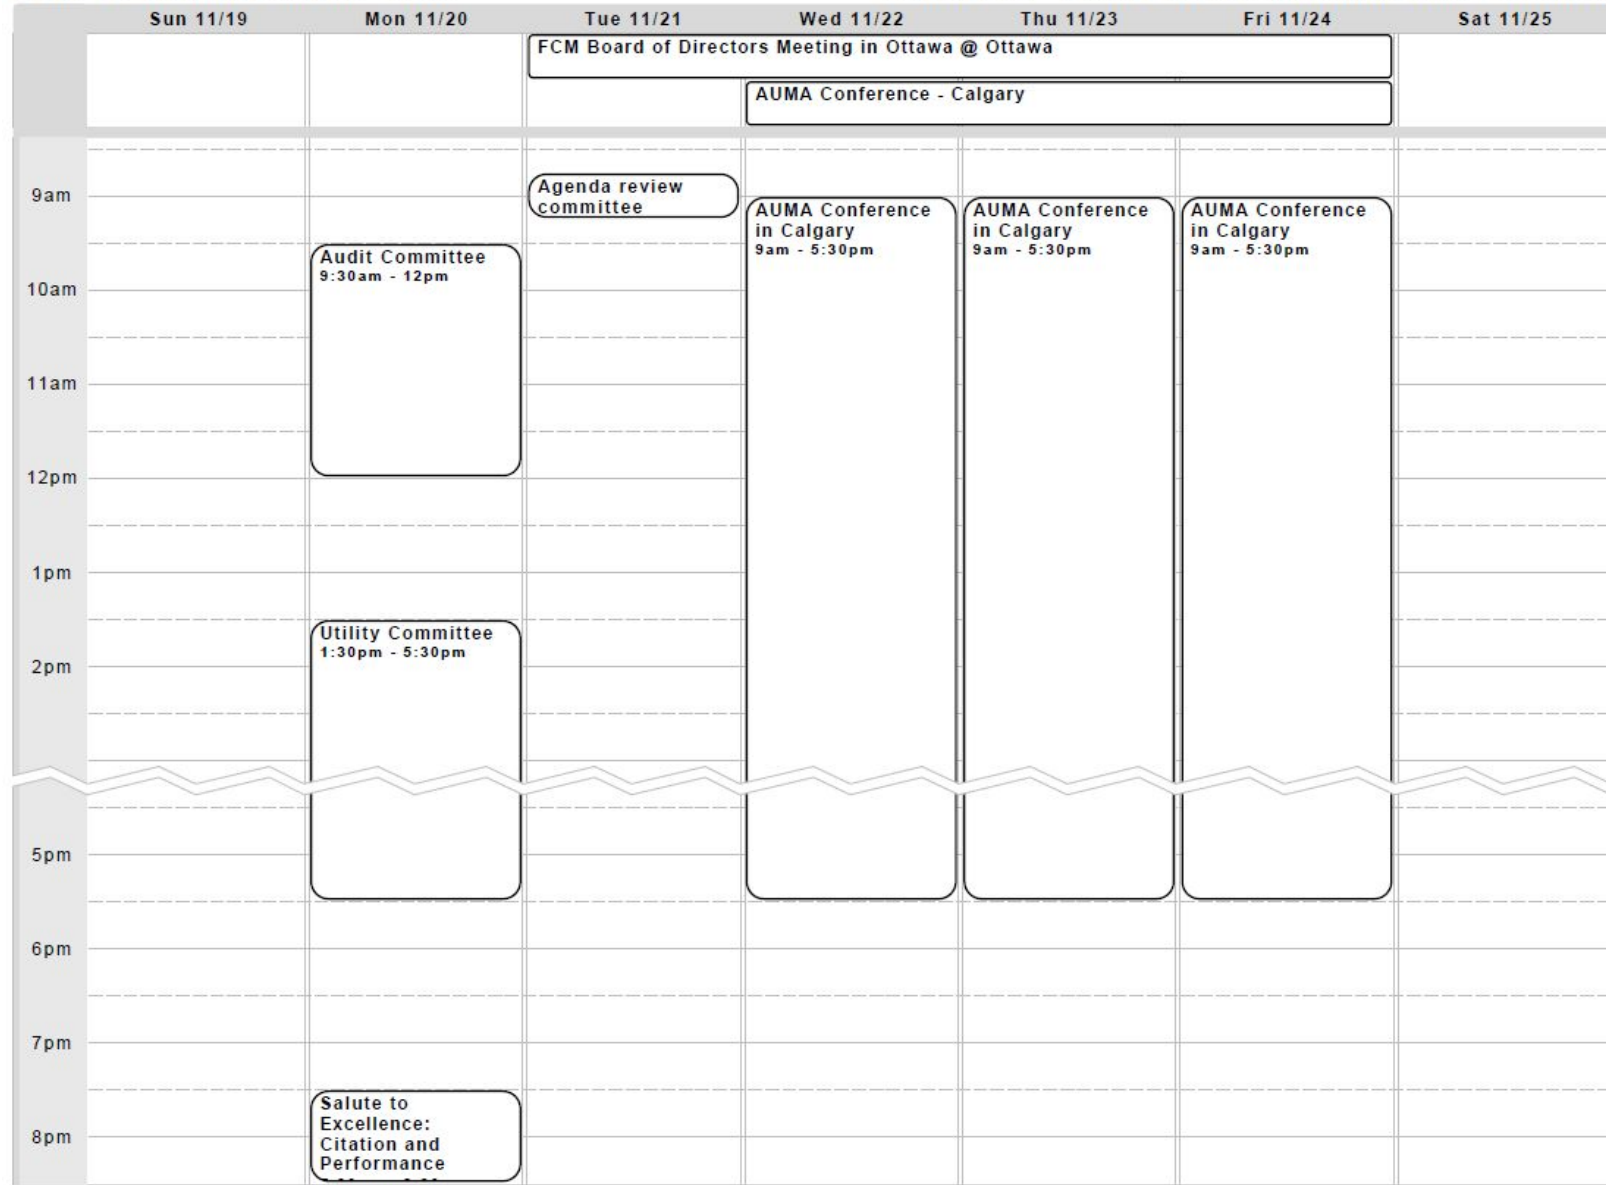 Sun 11/19 Mon 11/20 Tue 11/21 Wed 11/22 Thu 11/23 Fri 11/24 Sat 11/25
FCM Board of Directors Meeting in Ottawa @ Ottawa
AUMA Conference - Calgary
9am
10am
11am
12pm
1pm
2pm
5pm
6pm
7pm
8pm
Audit Committee
9:30am - 12pm
Utility Committee
1:30pm - 5:30pm
Salute to
Excellence:
Citation and
Performance
Agenda review
committee
AUMA Conference
in Calgary
9am - 5:30pm
AUMA Conference
in Calgary
9am - 5:30pm
AUMA Conference
in Calgary
9am - 5:30pm